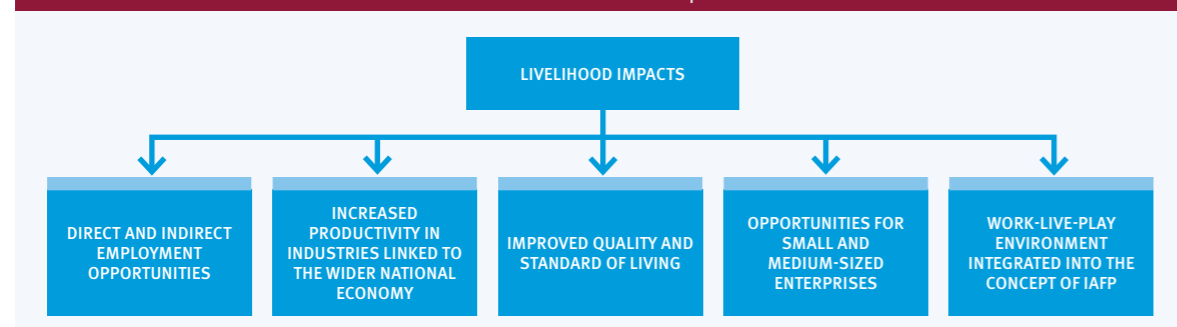 LIVELIHOOD IMPACTS
DIRECT AND INDIRECT
EMPLOYMENT
OPPORTUNITIES
INCREASED
PRODUCTIVITY IN
INDUSTRIES LINKED TO
THE WIDER NATIONAL
ECONOMY
IMPROVED QUALITY AND
STANDARD OF LIVING
OPPORTUNITIES FOR
SMALL AND
MEDIUM-SIZED
ENTERPRISES
WORK-LIVE-PLAY
ENVIRONMENT
INTEGRATED INTO THE
CONCEPT OF IAFP